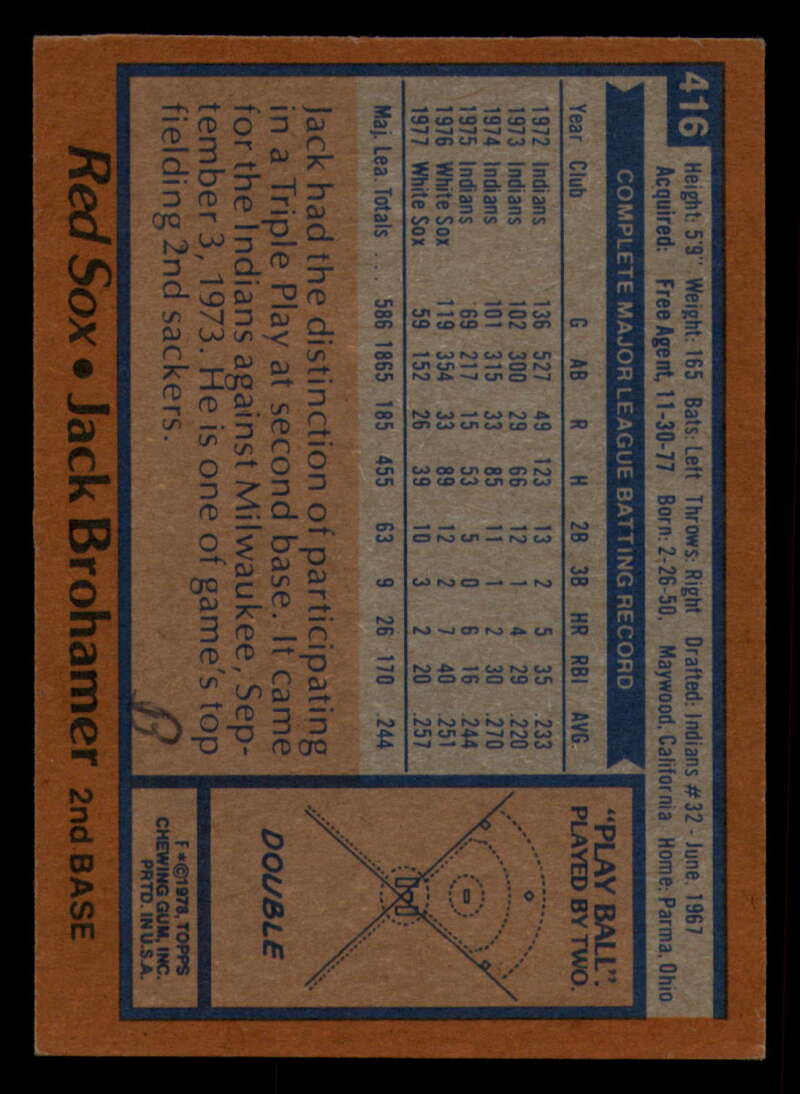 416
Height: 5'9" Weight: 165 Bats: Left Throws: Right Drafted: Indians #32 - June, 1967
Acquired: Free Agent, 11-30-77 Born: 2-26-50, Maywood, California Home: Parma, Ohio
COMPLETE MAJOR LEAGUE BATTING RECORD
Year Club G AB R H 2B 3B HR RBI AVG.
1972 Indians 136 527 49 123 13 2 5 35 .233
1973 Indians 102 300 29 66 12 1 4 29 .220
1974 Indians 101 315 33 85 11 1 2 30 .270
1975 Indians 69 217 15 53 5 0 6 16 .244
1976 White Sox 119 354 33 89 12 2 7 40 .251
1977 White Sox 59 152 26 39 10 3 2 20 .257
Maj. Lea. Totals ... 586 1865 185 455 63 9 26 170 .244
Jack had the distinction of participating
in a Triple Play at second base. It came
for the Indians against Milwaukee, Sep-
tember 3, 1973. He is one of game's top
fielding 2nd sackers.
B
"PLAY BALL".
PLAYED BY TWO.
DOUBLE
F*©1978, TOPPS
CHEWING GUM, INC.
PRTD. IN U.S.A.
Red Sox • Jack Brohamer 2nd BASE